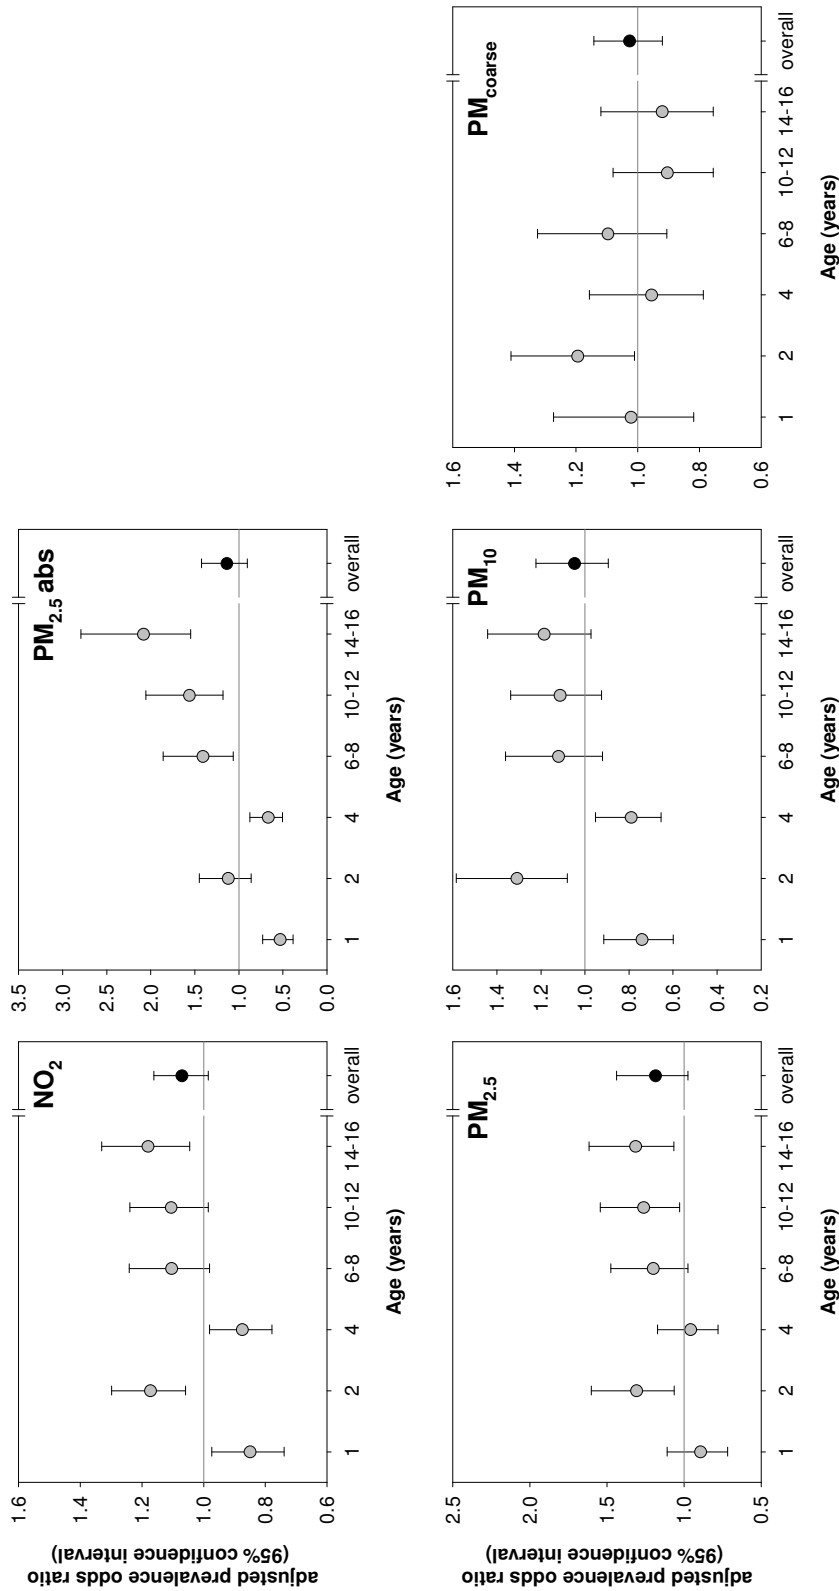 NO2
adjusted prevalence odds ratio
(95% confidence interval)
1.6
1.4
1.2
1.0
0.8
0.6
1 2 4 6-8 10-12 14-16 overall
Age (years)
PM2.5 abs
3.5
3.0
2.5
2.0
1.5
1.0
0.5
0.0
1 2 4 6-8 10-12 14-16 overall
Age (years)
PM2.5
adjusted prevalence odds ratio
(95% confidence interval)
2.5
2.0
1.5
1.0
0.5
1 2 4 6-8 10-12 14-16 overall
PM10
1.6
1.4
1.2
1.0
0.8
0.6
0.4
0.2
1 2 4 6-8 10-12 14-16 overall
PMcoarse
1.6
1.4
1.2
1.0
0.8
0.6
1 2 4 6-8 10-12 14-16 overall
Age (years)